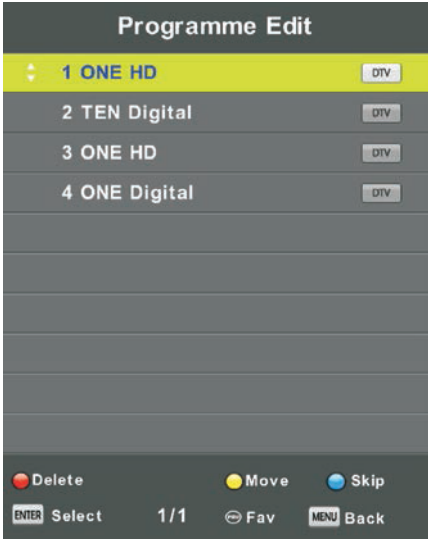 Programme Edit
1 ONE HD DTV
2 TEN Digital DTV
3 ONE HD DTV
4 ONE Digital DTV
Delete Move Skip
ENTER Select 1/1 Fav MENU Back